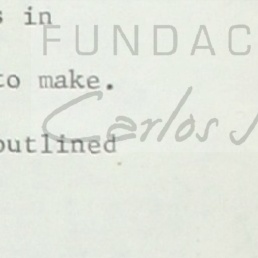 s in
FUNDAC
to make.
Carlos J
outlined